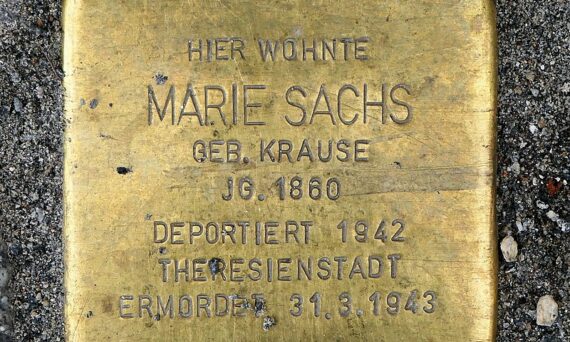 HIER WOHNTE
MARIE SACHS
GEB. KRAUSE
JG. 1860
DEPORTIERT 1942
THERESIENSTADT
ERMORDET 31.3.1943